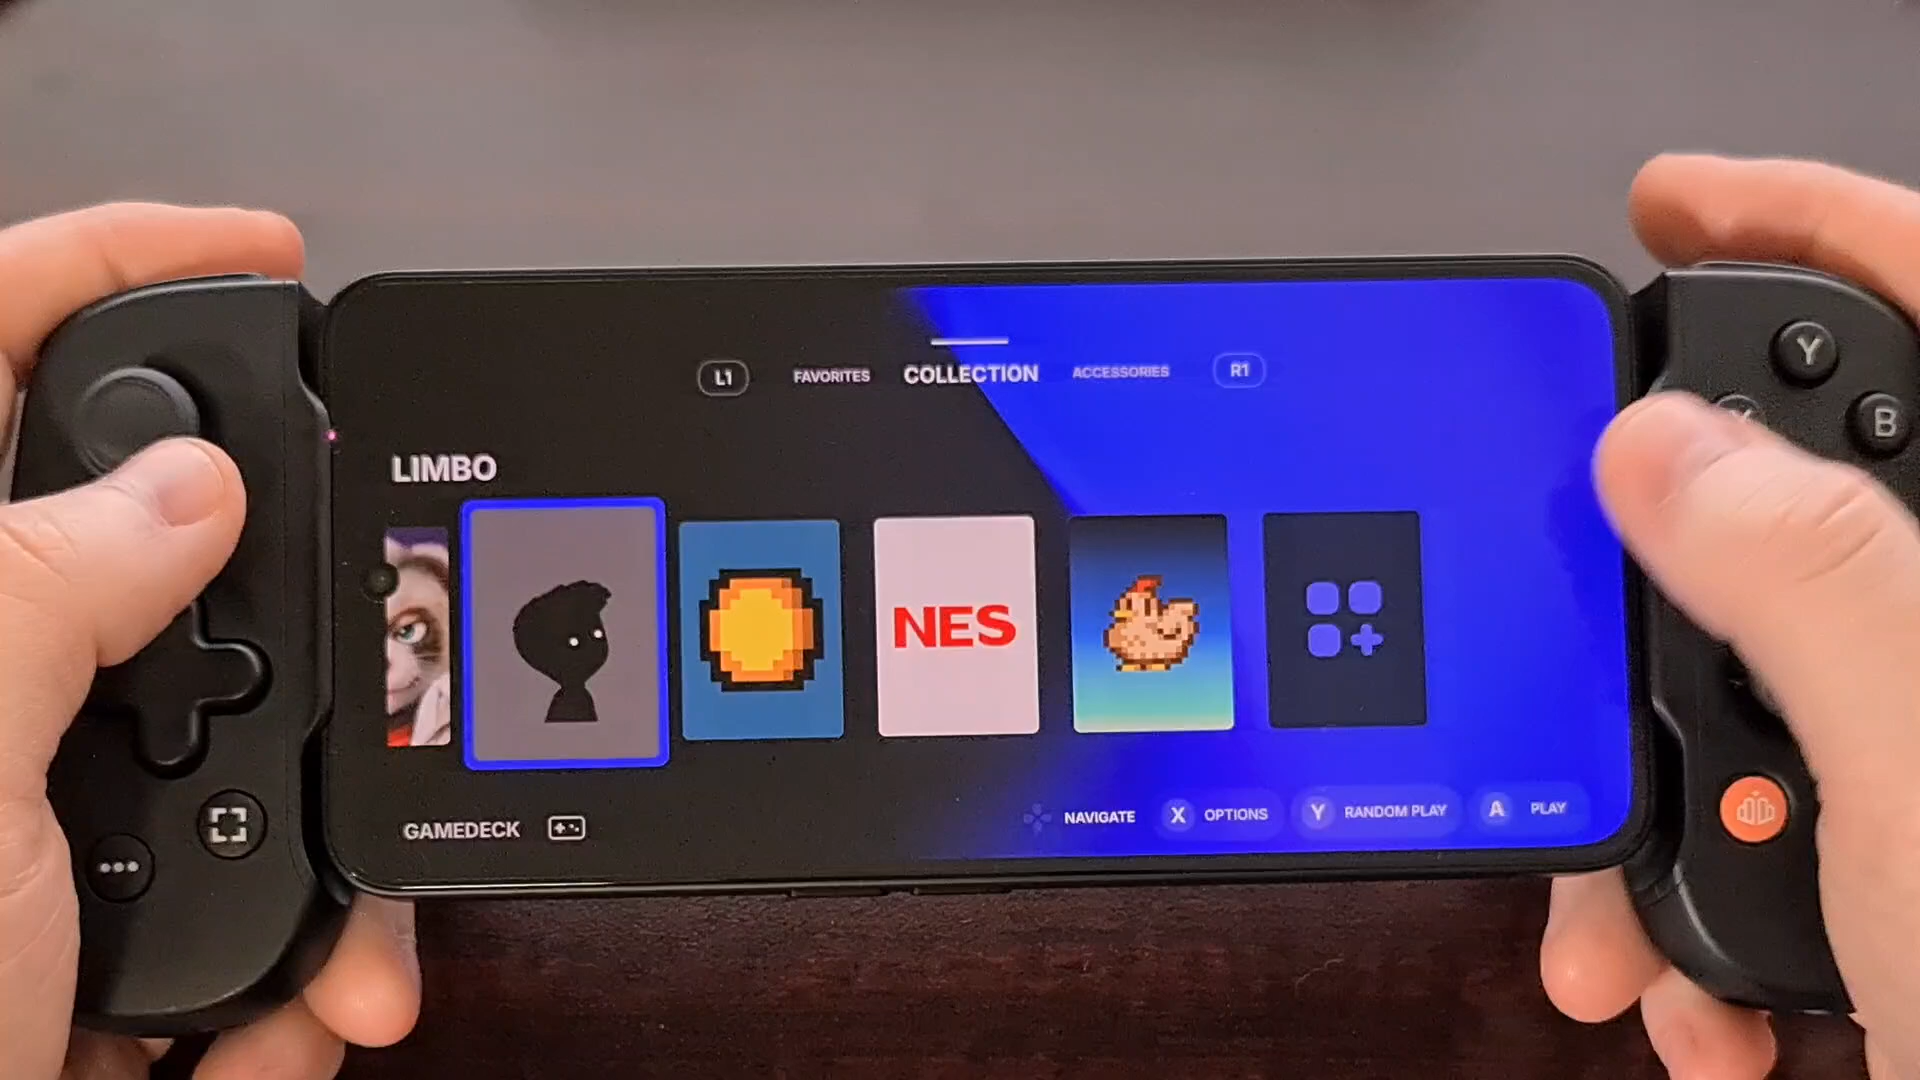 L1 FAVORITES COLLECTION ACCESSORIES R1
LIMBO
NES
GAMEDECK
NAVIGATE X OPTIONS Y RANDOM PLAY A PLAY
Y
B